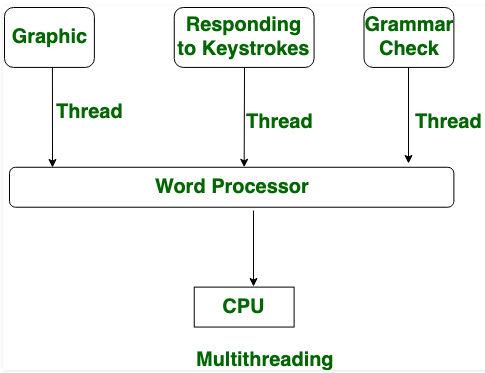 Graphic
Responding
to Keystrokes
Grammar
Check
Thread
Thread
Thread
Word Processor
CPU
Multithreading